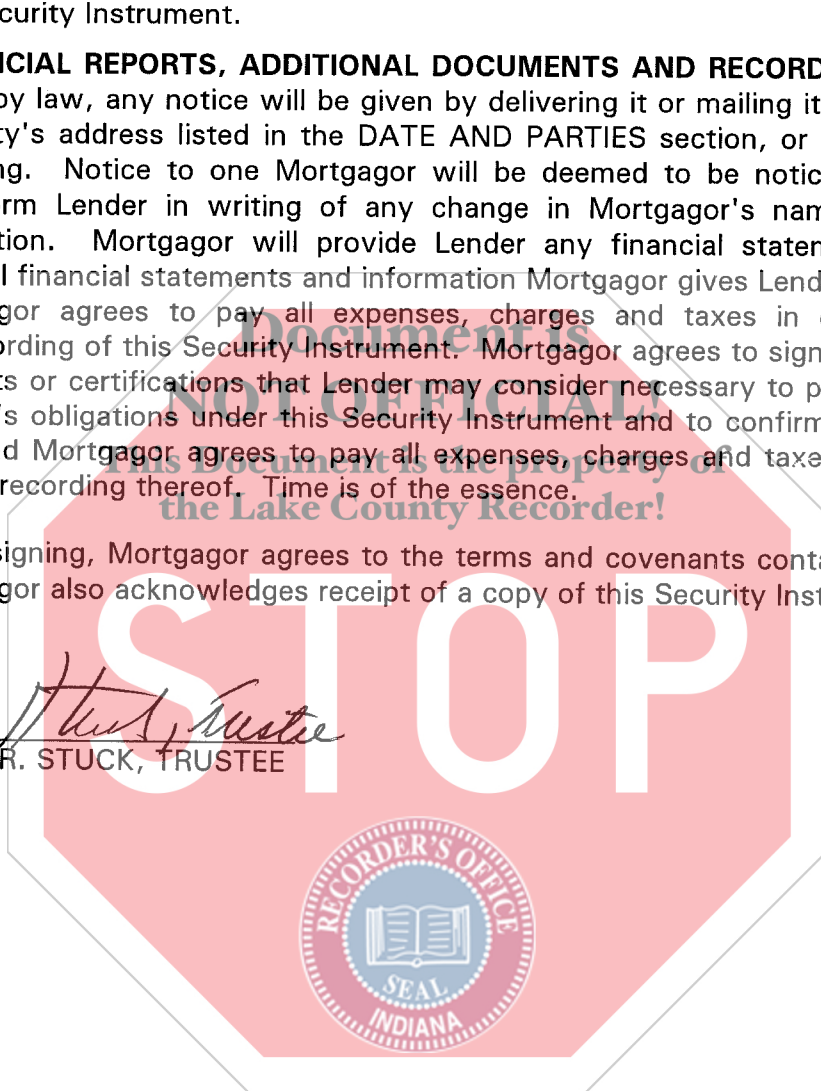 curity Instrument.
ICIAL REPORTS, ADDITIONAL DOCUMENTS AND RECORD
by law, any notice will be given by delivering it or mailing it
ty's address listed in the DATE AND PARTIES section, or
ng. Notice to one Mortgagor will be deemed to be notic
orm Lender in writing of any change in Mortgagor's nam
tion. Mortgagor will provide Lender any financial staten
l financial statements and information Mortgagor gives Lend
gor agrees to pay all expenses, charges and taxes in
Document is
ording of this Security Instrument. Mortgagor agrees to sign
ts or certifications that Lender may consider necessary to p
NOT OFFICIAL!
's obligations under this Security Instrument and to confirm
d Mortgagor agrees to pay all expenses, charges and taxe
This Document is the property of
recording thereof. Time is of the essence.
the Lake County Recorder!
signing, Mortgagor agrees to the terms and covenants conta
gor also acknowledges receipt of a copy of this Security Inst
STOP
Stuck, Trustee
R. STUCK, TRUSTEE
RECORDER'S OFFICE
SEAL
INDIANA